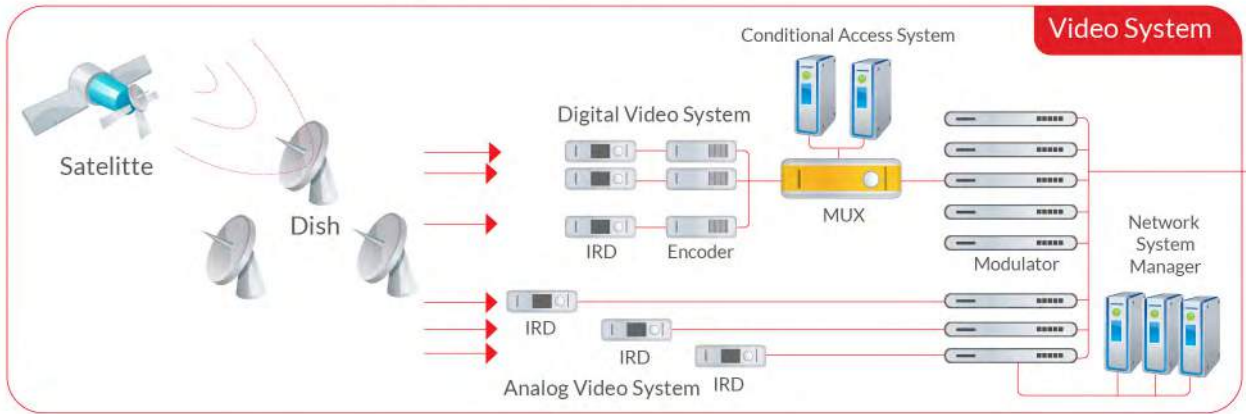 Video System
Conditional Access System
Digital Video System
Satelitte
MUX
Dish
IRD
Encoder
Modulator
Network
System
Manager
IRD
IRD
IRD
Analog Video System